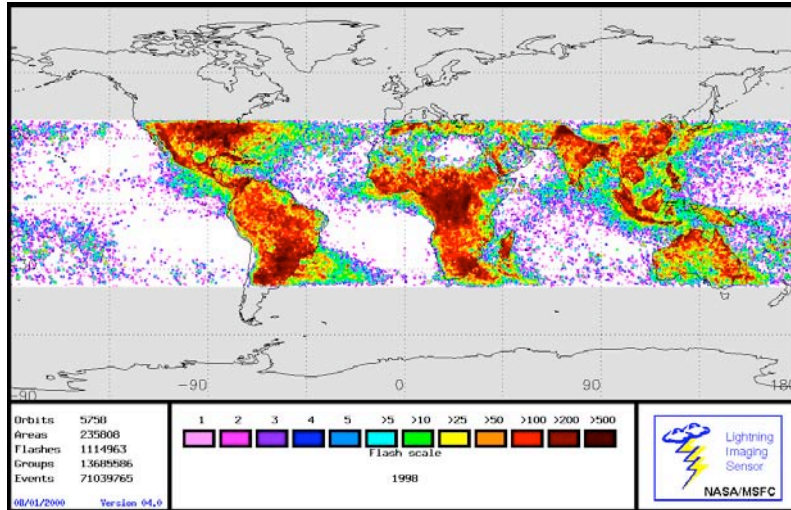 -90 0 90 180
-90
Orbits 5758
Areas 235808
Flashes 1114963
Groups 13685586
Events 71039765
08/01/2000 Version 04.0
1 2 3 4 5 >5 >10 >25 >50 >100 >200 >500
Flash scale
1998
Lightning
Imaging
Sensor
NASA/MSFC